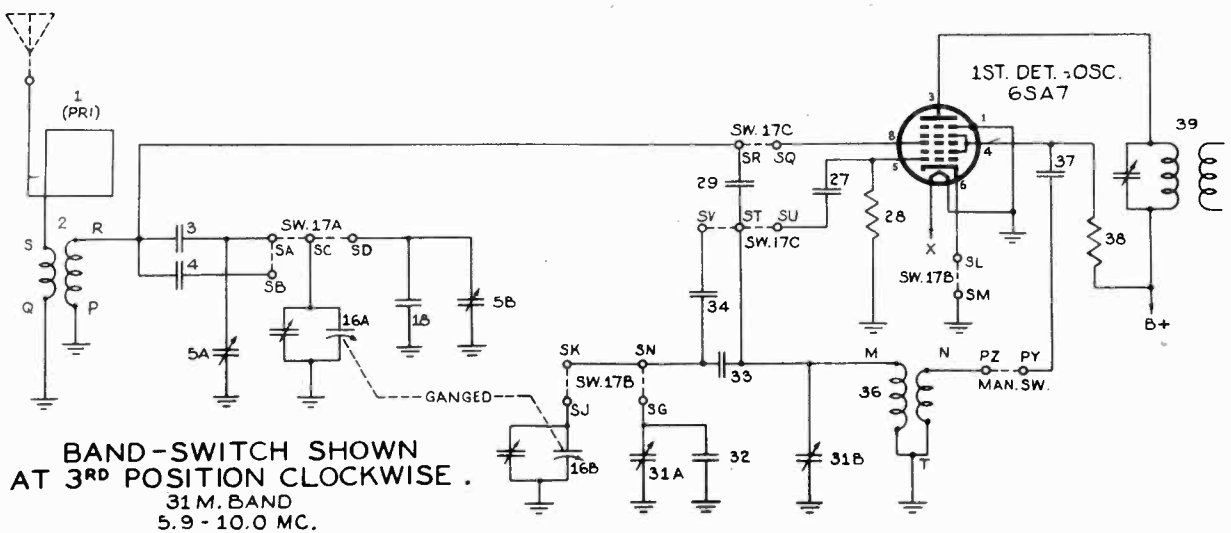 1ST. DET.-OSC.
6SA7
1
(PRI)
3
1
39
8
4
SW. 17C
SR
SQ
5
6
37
29
27
2
R
S
3
SW.17A
SV
ST
SU
28
SA
SC
SD
SW.17C
X
38
4
SL
SB
SW.17B
Q
P
34
SM
5B
B+
18
16A
5A
SK
SN
M
N
PZ
PY
33
SW.17B
36
MAN. SW.
GANGED
SJ
SG
BAND-SWITCH SHOWN
AT 3RD POSITION CLOCKWISE.
16B
31A
32
31B
T
31 M. BAND
5.9 - 10.0 MC.